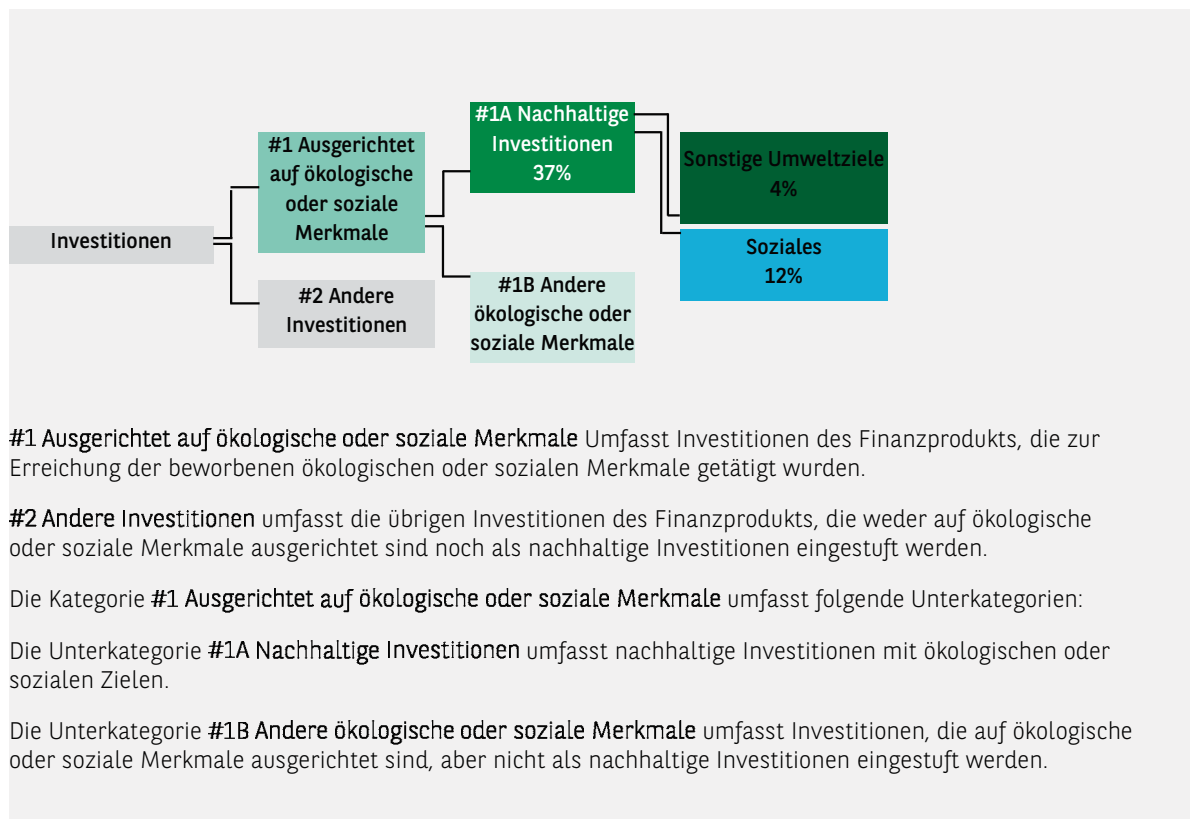 #1A Nachhaltige
Investitionen
37%
#1 Ausgerichtet
auf ökologische
oder soziale
Merkmale
Sonstige Umweltziele
4%
Investitionen
Soziales
12%
#2 Andere
Investitionen
#1B Andere
ökologische oder
soziale Merkmale
#1 Ausgerichtet auf ökologische oder soziale Merkmale Umfasst Investitionen des Finanzprodukts, die zur
Erreichung der beworbenen ökologischen oder sozialen Merkmale getätigt wurden.
#2 Andere Investitionen umfasst die übrigen Investitionen des Finanzprodukts, die weder auf ökologische
oder soziale Merkmale ausgerichtet sind noch als nachhaltige Investitionen eingestuft werden.
Die Kategorie #1 Ausgerichtet auf ökologische oder soziale Merkmale umfasst folgende Unterkategorien:
Die Unterkategorie #1A Nachhaltige Investitionen umfasst nachhaltige Investitionen mit ökologischen oder
sozialen Zielen.
Die Unterkategorie #1B Andere ökologische oder soziale Merkmale umfasst Investitionen, die auf ökologische
oder soziale Merkmale ausgerichtet sind, aber nicht als nachhaltige Investitionen eingestuft werden.